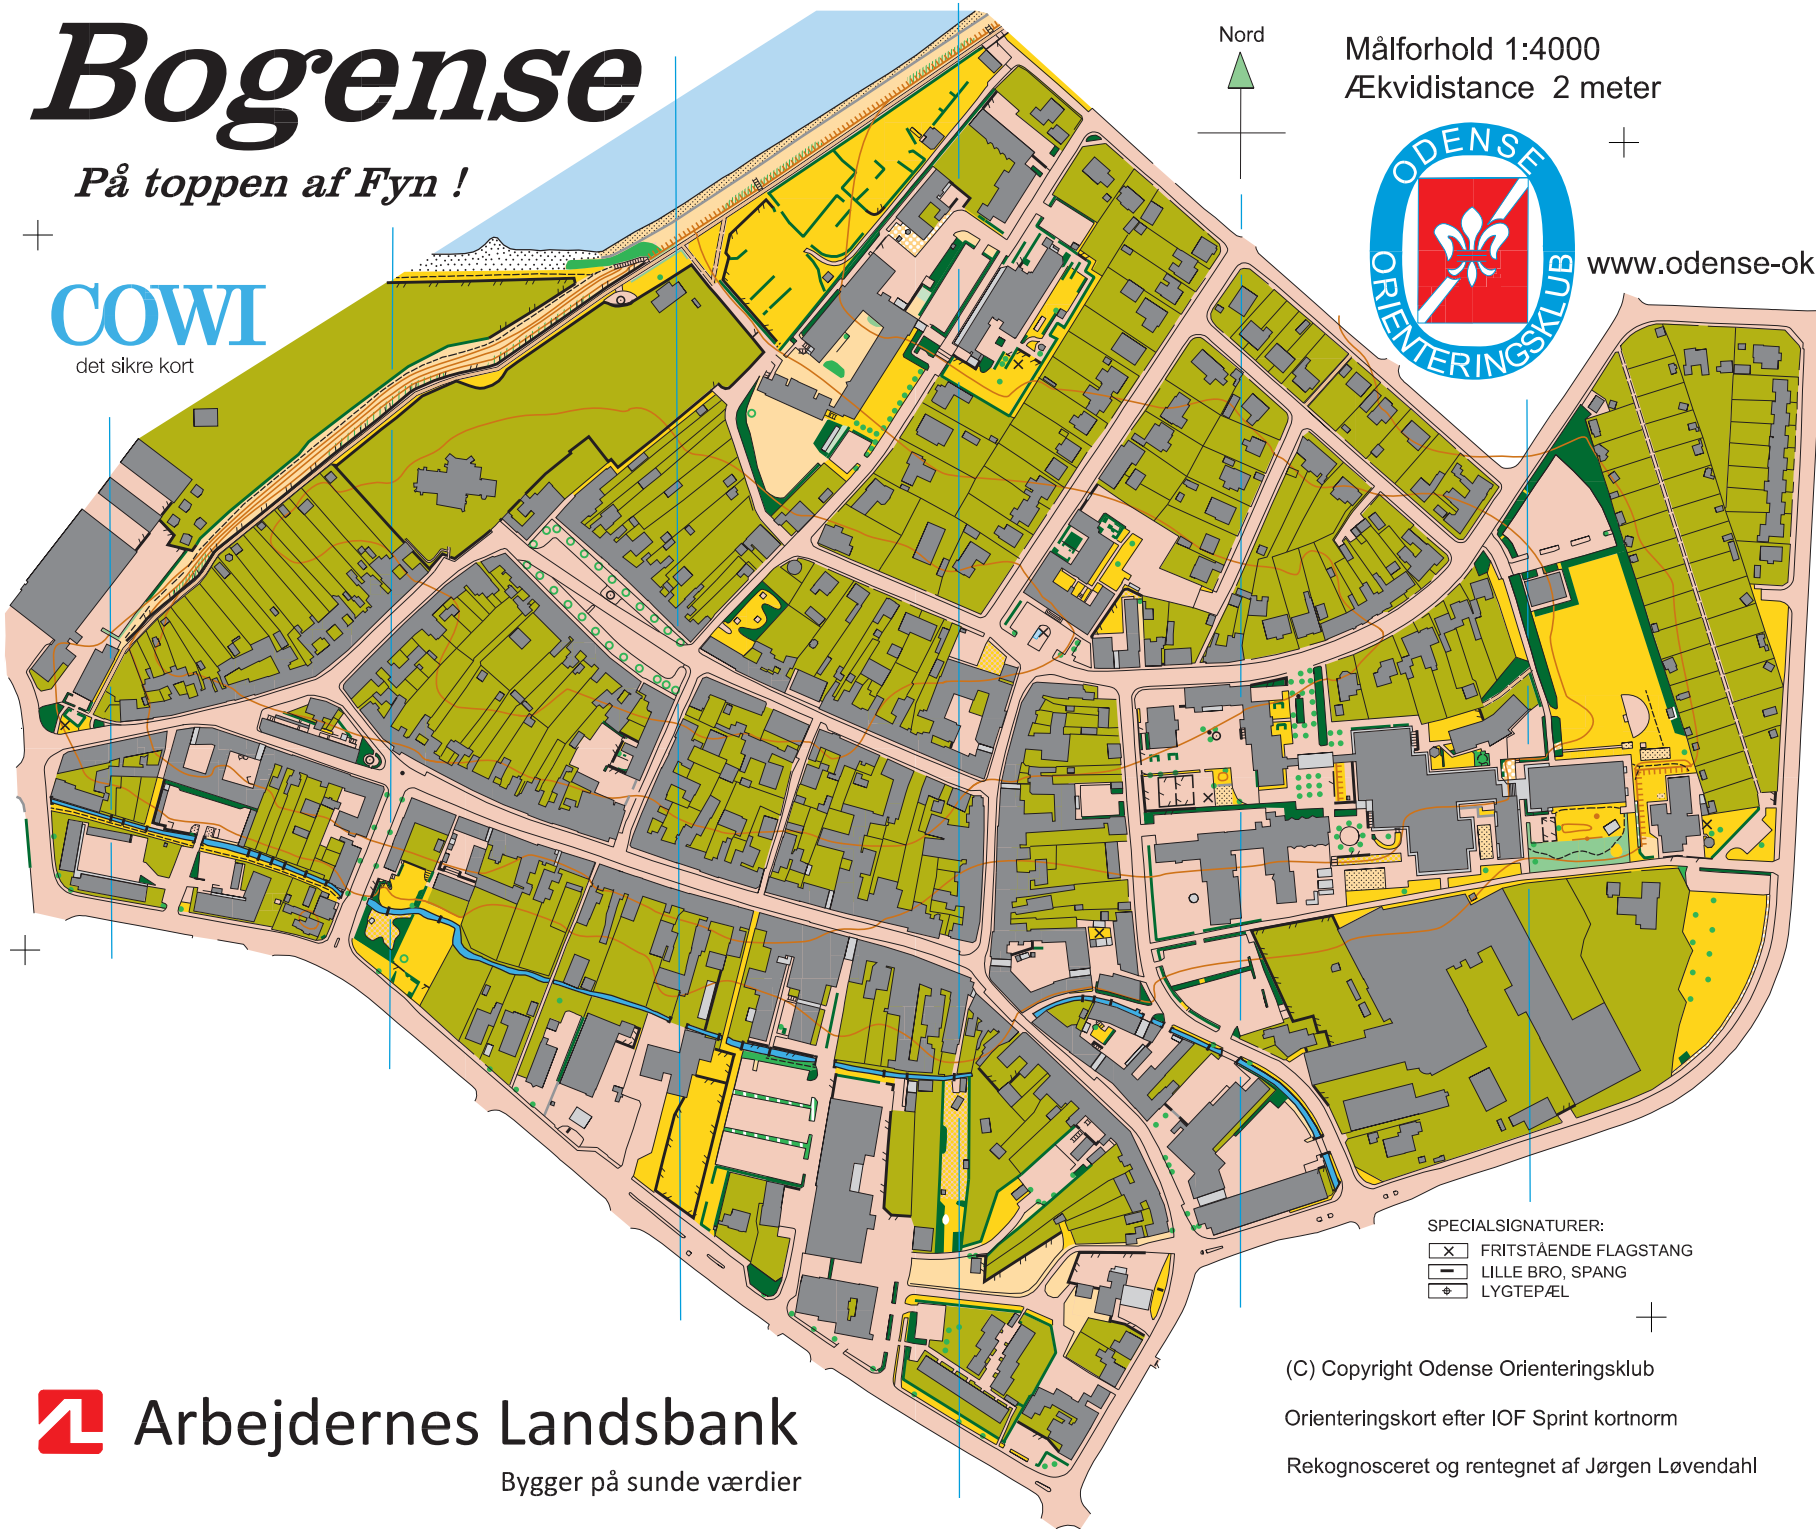 Bogense
På toppen af Fyn !
COWI
det sikre kort
Nord
Målforhold 1:4000
Ækvidistance 2 meter
ODENSE
ORIENTERINGSKLUB
www.odense-ok
SPECIALSIGNATURER:
FRITSTÅENDE FLAGSTANG
LILLE BRO, SPANG
LYGTEPÆL
(C) Copyright Odense Orienteringsklub
Orienteringskort efter IOF Sprint kortnorm
Rekognosceret og rentegnet af Jørgen Løvendahl
Arbejdernes Landsbank
Bygger på sunde værdier